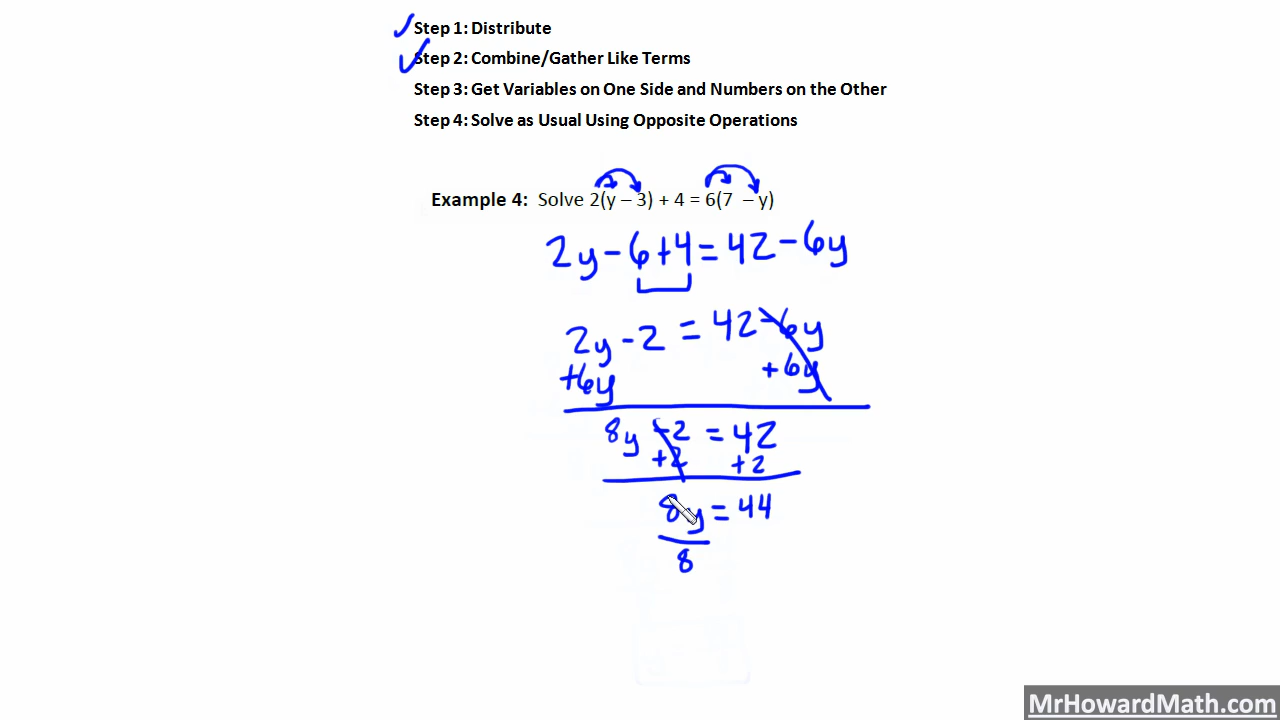 Step 1: Distribute
Step 2: Combine/Gather Like Terms
Step 3: Get Variables on One Side and Numbers on the Other
Step 4: Solve as Usual Using Opposite Operations
Example 4: Solve 2(y – 3) + 4 = 6(7 – y)
2y - 6 + 4 = 42 - 6y
2y - 2 = 42 - 6y
+6y +6y
8y - 2 = 42
+2 +2
8y = 44
8
MrHowardMath.com